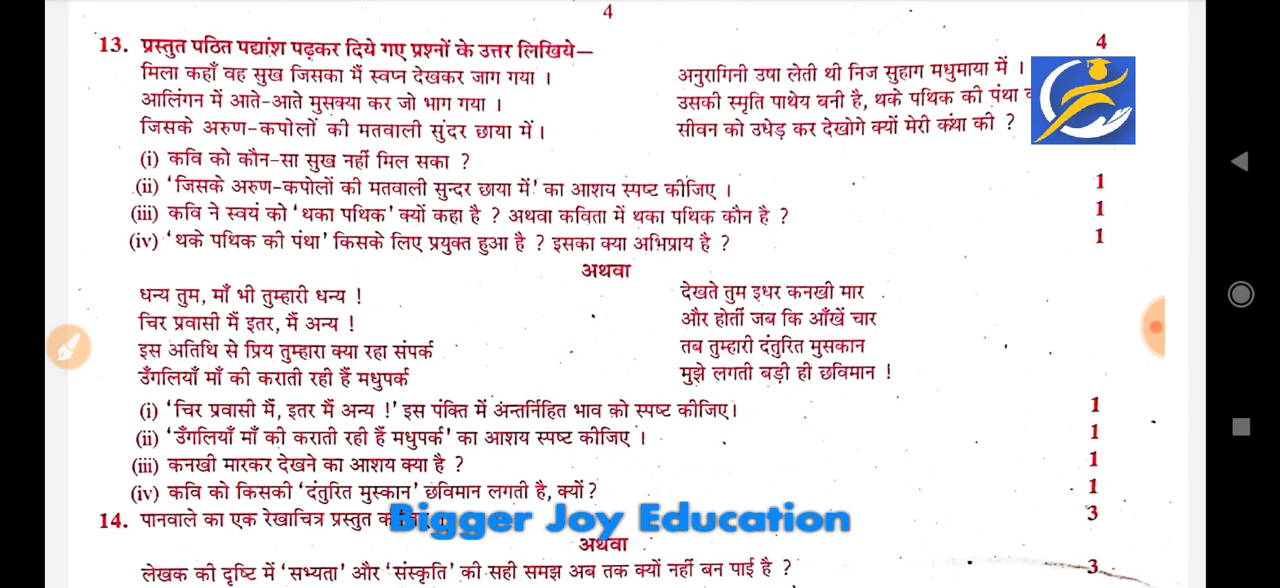 4
13. प्रस्तुत पठित पद्यांश पढ़कर दिये गए प्रश्नों के उत्तर लिखिये— 4
मिला कहाँ वह सुख जिसका मैं स्वप्न देखकर जाग गया ।
आलिंगन में आते-आते मुसक्या कर जो भाग गया ।
जिसके अरुण-कपोलों की मतवाली सुंदर छाया में ।
अनुरागिनी उषा लेती थी निज सुहाग मधुमाया में ।
उसकी स्मृति पाथेय बनी है, थके पथिक की पंथा
सीवन को उधेड़ कर देखोगे क्यों मेरी कंथा की ?
(i) कवि को कौन-सा सुख नहीं मिल सका ?
(ii) 'जिसके अरुण-कपोलों की मतवाली सुन्दर छाया में' का आशय स्पष्ट कीजिए । 1
(iii) कवि ने स्वयं को 'थका पथिक' क्यों कहा है ? अथवा कविता में थका पथिक कौन है ? 1
(iv) 'थके पथिक की पंथा' किसके लिए प्रयुक्त हुआ है ? इसका क्या अभिप्राय है ? 1
अथवा
धन्य तुम, माँ भी तुम्हारी धन्य !
चिर प्रवासी मैं इतर, मैं अन्य !
इस अतिथि से प्रिय तुम्हारा क्या रहा संपर्क
उँगलियाँ माँ की कराती रही हैं मधुपर्क
देखते तुम इधर कनखी मार
और होतीं जब कि आँखें चार
तब तुम्हारी दंतुरित मुसकान
मुझे लगती बड़ी ही छविमान !
(i) 'चिर प्रवासी मैं, इतर मैं अन्य !' इस पंक्ति में अन्तर्निहित भाव को स्पष्ट कीजिए। 1
(ii) 'उँगलियाँ माँ की कराती रही हैं मधुपर्क' का आशय स्पष्ट कीजिए । 1
(iii) कनखी मारकर देखने का आशय क्या है ? 1
(iv) कवि को किसकी 'दंतुरित मुस्कान' छविमान लगती है, क्यों? 1
14. पानवाले का एक रेखाचित्र प्रस्तुत 3
Bigger Joy Education
अथवा
लेखक की दृष्टि में 'सभ्यता' और 'संस्कृति' की सही समझ अब तक क्यों नहीं बन पाई है ? 3